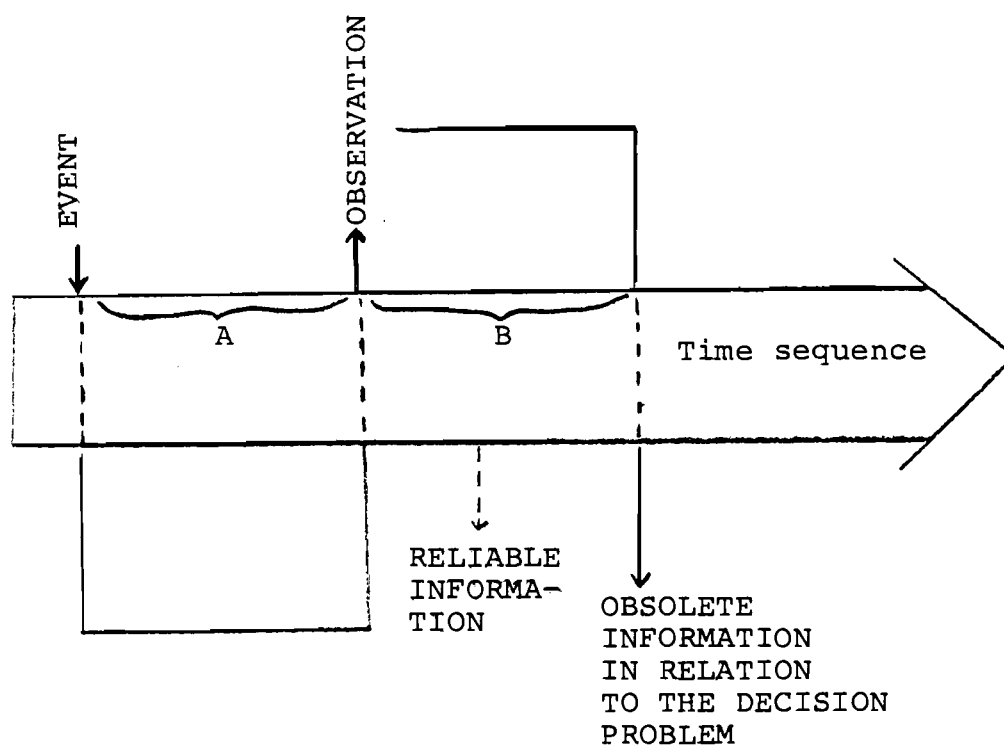 EVENT
OBSERVATION
A
B
Time sequence
RELIABLE
INFORMA-
TION
OBSOLETE
INFORMATION
IN RELATION
TO THE DECISION
PROBLEM